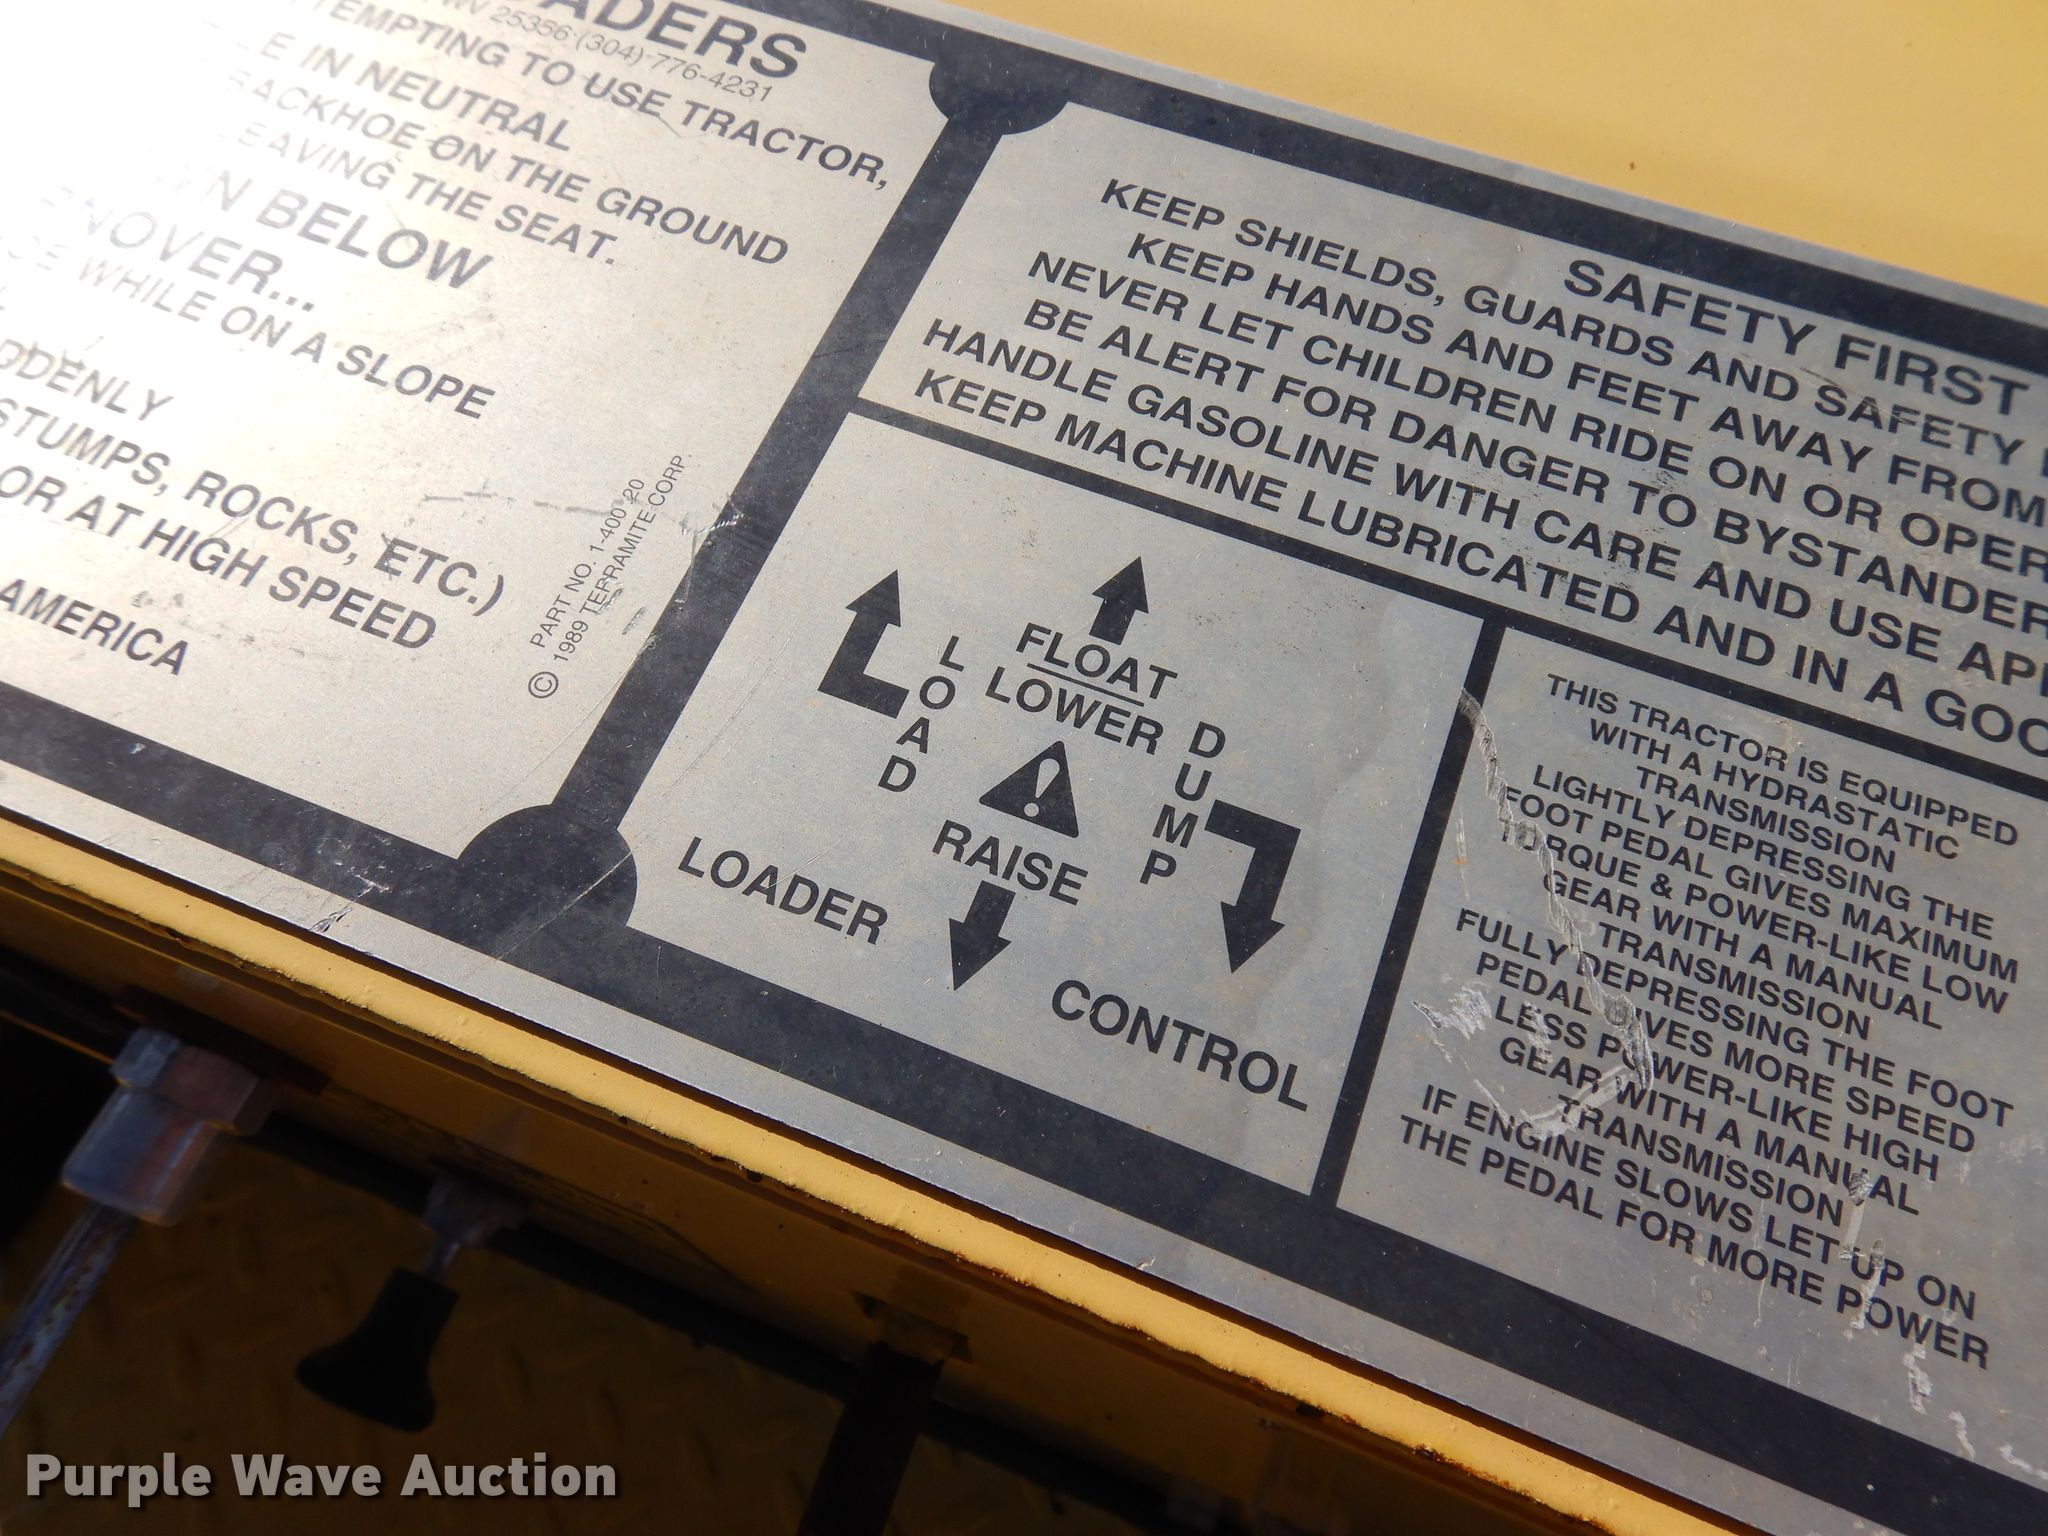 ADERS
WV 25356 (304) 776-4231
TEMPTING TO USE TRACTOR,
IN NEUTRAL
BACKHOE ON THE GROUND
LEAVING THE SEAT.
BELOW
WHILE ON A SLOPE
STUMPS, ROCKS, ETC.)
OR AT HIGH SPEED
AMERICA
PART NO. 1-400 20
© 1989 TERRAMITE CORP.
SAFETY FIRST
KEEP SHIELDS, GUARDS AND SAFETY
KEEP HANDS AND FEET AWAY FROM
NEVER LET CHILDREN RIDE ON OR OPER
BE ALERT FOR DANGER TO BYSTANDER
HANDLE GASOLINE WITH CARE AND USE
KEEP MACHINE LUBRICATED AND IN A GOO
FLOAT
LOWER
LOAD
DUMP
RAISE
LOADER CONTROL
THIS TRACTOR IS EQUIPPED
WITH A HYDRASTATIC
TRANSMISSION
LIGHTLY DEPRESSING THE
FOOT PEDAL GIVES MAXIMUM
TORQUE & POWER-LIKE LOW
GEAR WITH A MANUAL
TRANSMISSION
FULLY DEPRESSING THE FOOT
PEDAL GIVES MORE SPEED
LESS POWER-LIKE HIGH
GEAR WITH A MANUAL
TRANSMISSION
IF ENGINE SLOWS LET UP ON
THE PEDAL FOR MORE POWER
Purple Wave Auction